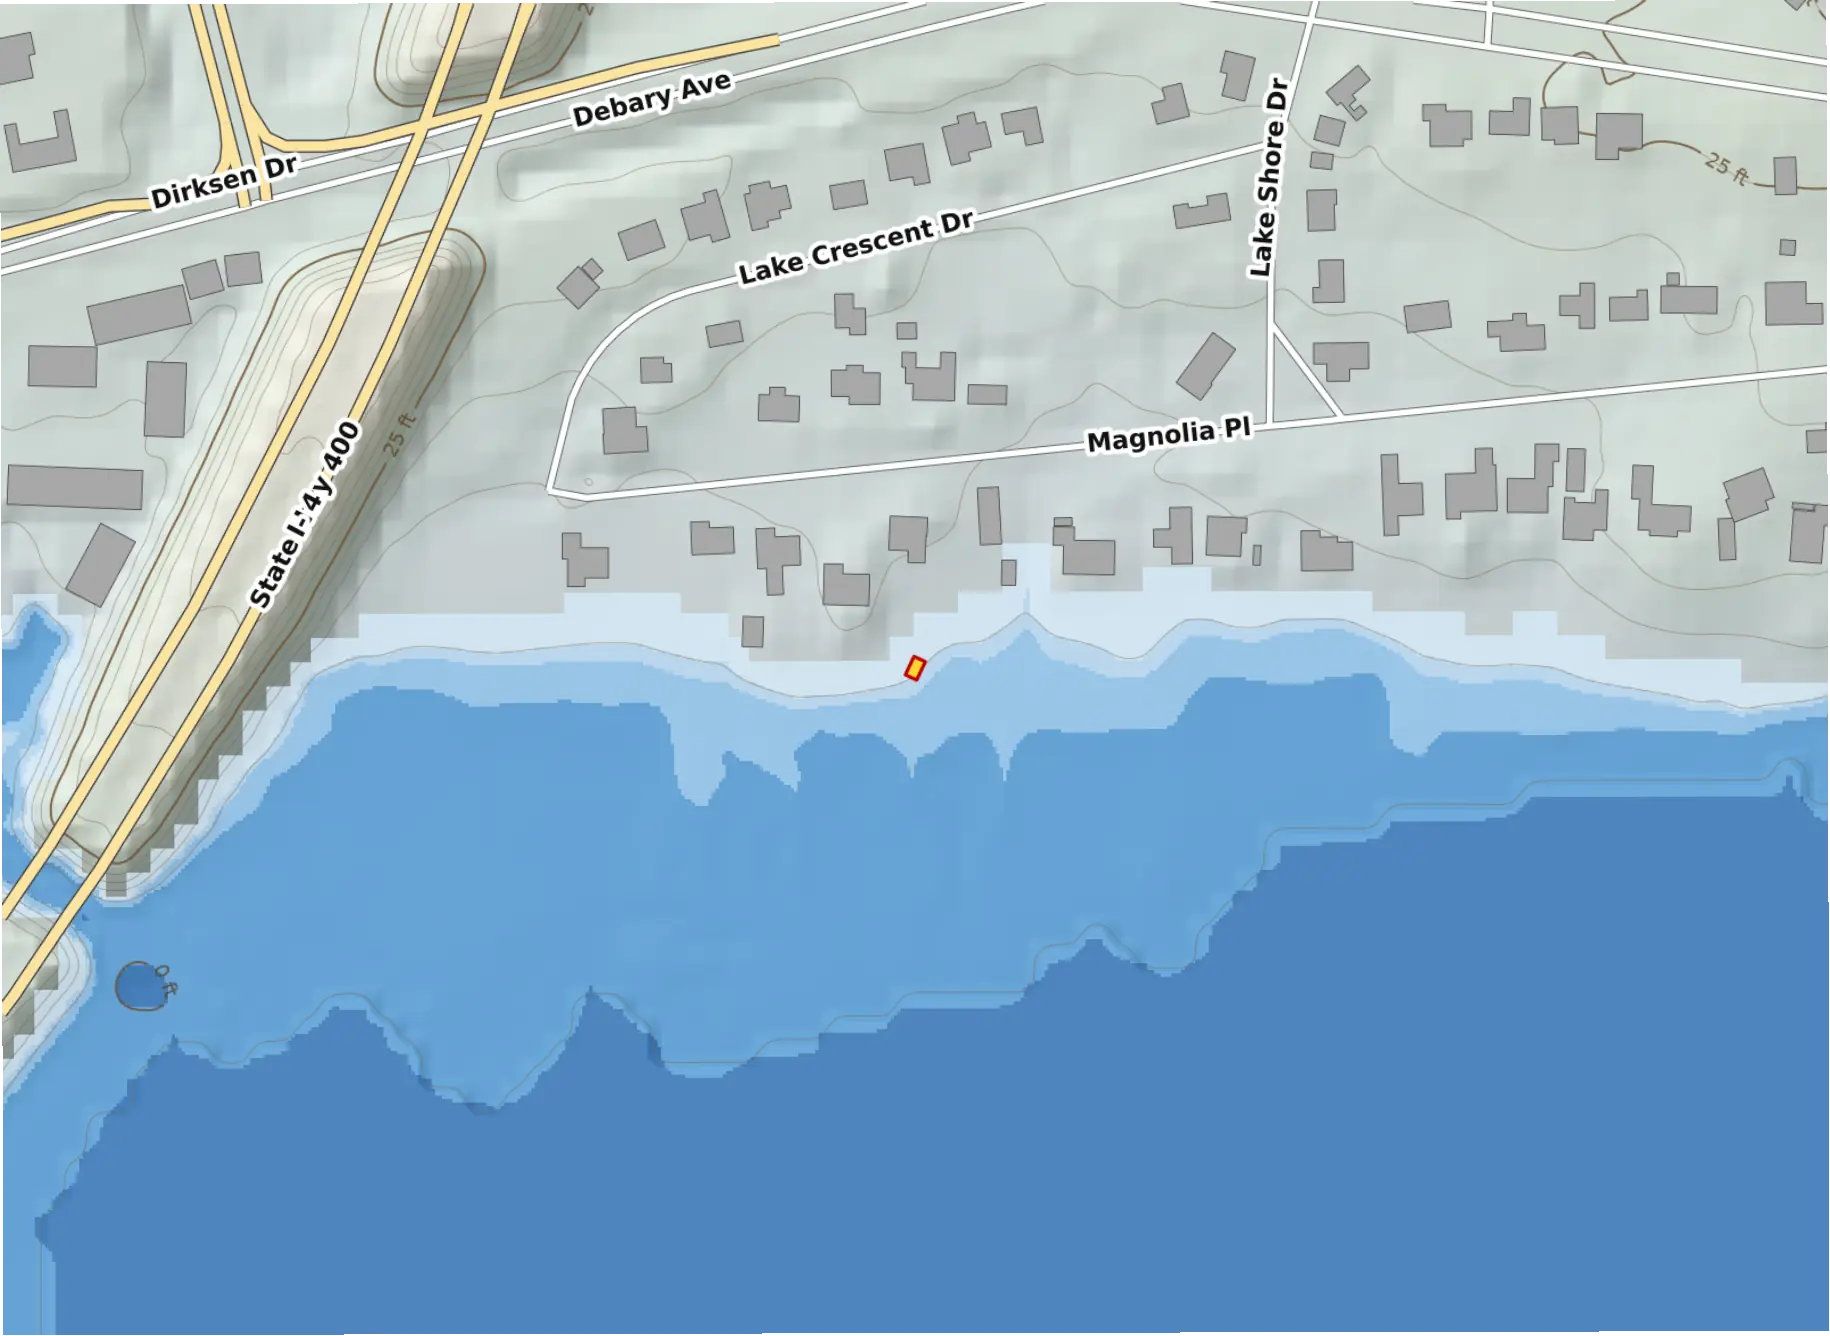 Debary Ave
Dirksen Dr
Lake Shore Dr
25 ft
Lake Crescent Dr
Magnolia Pl
25 ft